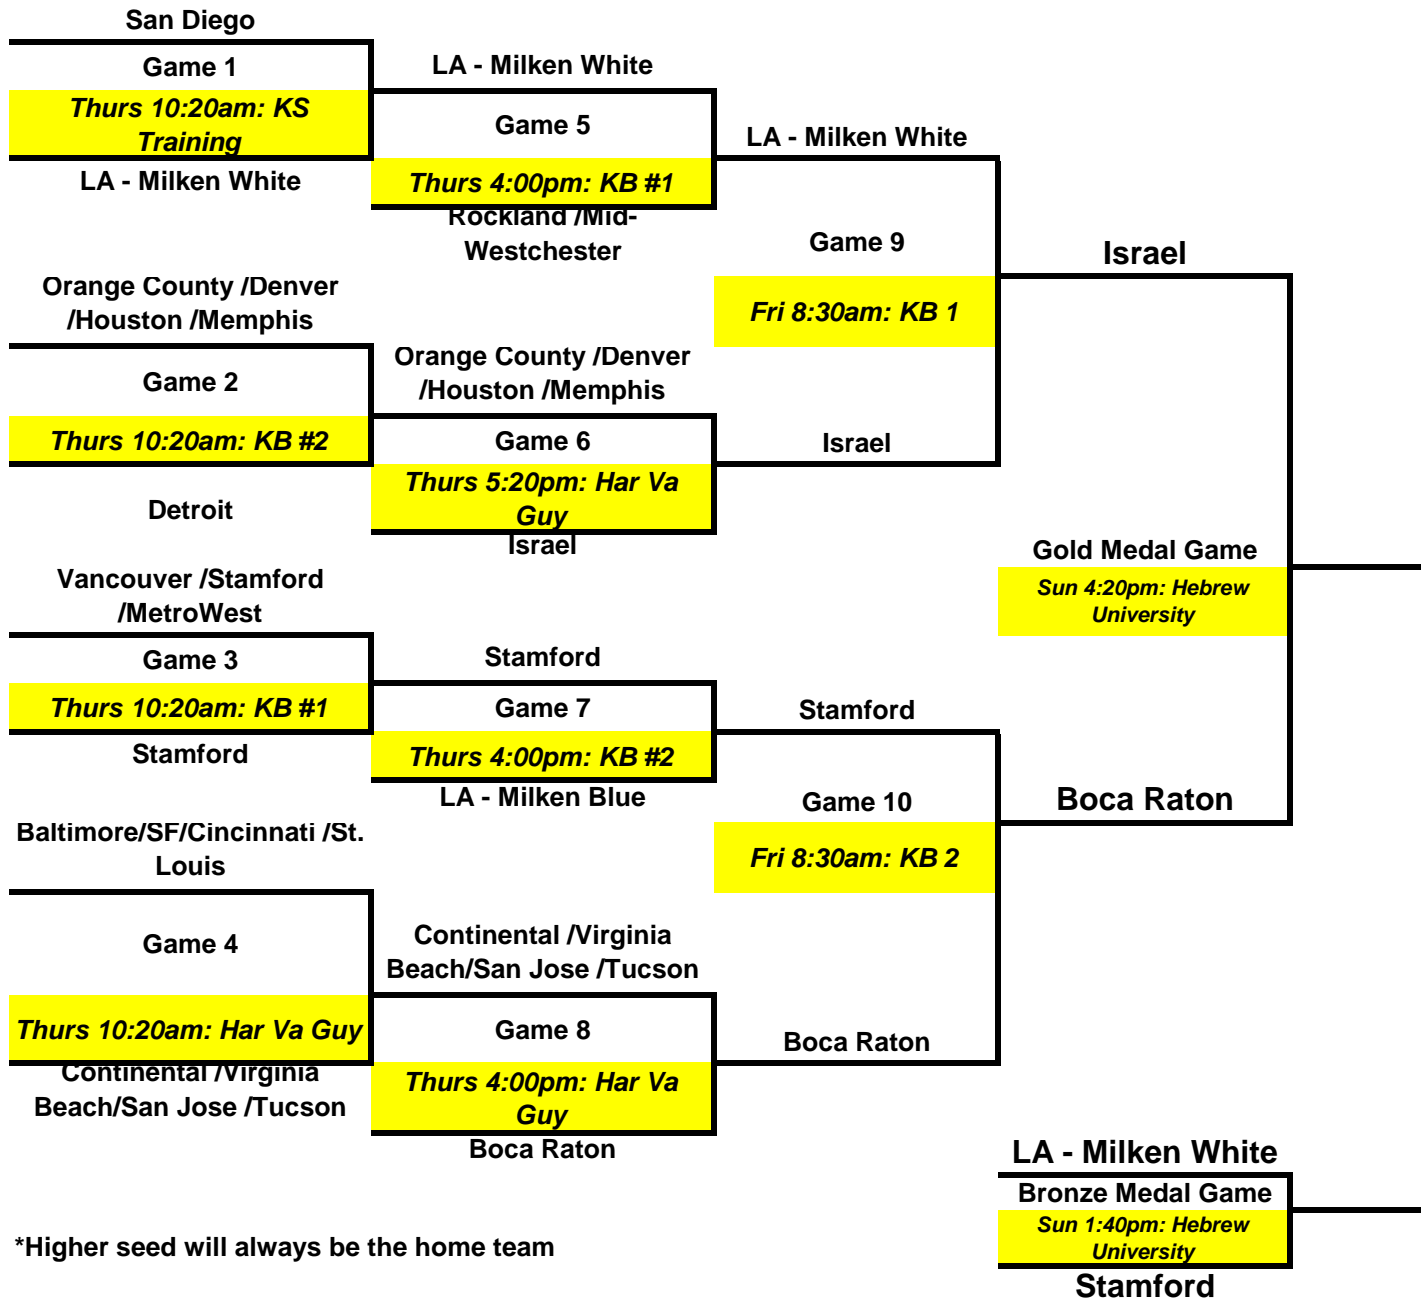 San Diego
Game 1
Thurs 10:20am: KS
Training
LA - Milken White
Orange County /Denver
/Houston /Memphis
Game 2
Thurs 10:20am: KB #2
Detroit
Vancouver /Stamford
/MetroWest
Game 3
Thurs 10:20am: KB #1
Stamford
Baltimore/SF/Cincinnati /St.
Louis
Game 4
Thurs 10:20am: Har Va Guy
Continental /Virginia
Beach/San Jose /Tucson
LA - Milken White
Game 5
Thurs 4:00pm: KB #1
Rockland /Mid-
Westchester
Orange County /Denver
/Houston /Memphis
Game 6
Thurs 5:20pm: Har Va
Guy
Israel
Stamford
Game 7
Thurs 4:00pm: KB #2
LA - Milken Blue
Continental /Virginia
Beach/San Jose /Tucson
Game 8
Thurs 4:00pm: Har Va
Guy
Boca Raton
LA - Milken White
Game 9
Fri 8:30am: KB 1
Israel
Stamford
Game 10
Fri 8:30am: KB 2
Boca Raton
Israel
Gold Medal Game
Sun 4:20pm: Hebrew
University
Boca Raton
LA - Milken White
Bronze Medal Game
Sun 1:40pm: Hebrew
University
Stamford
*Higher seed will always be the home team